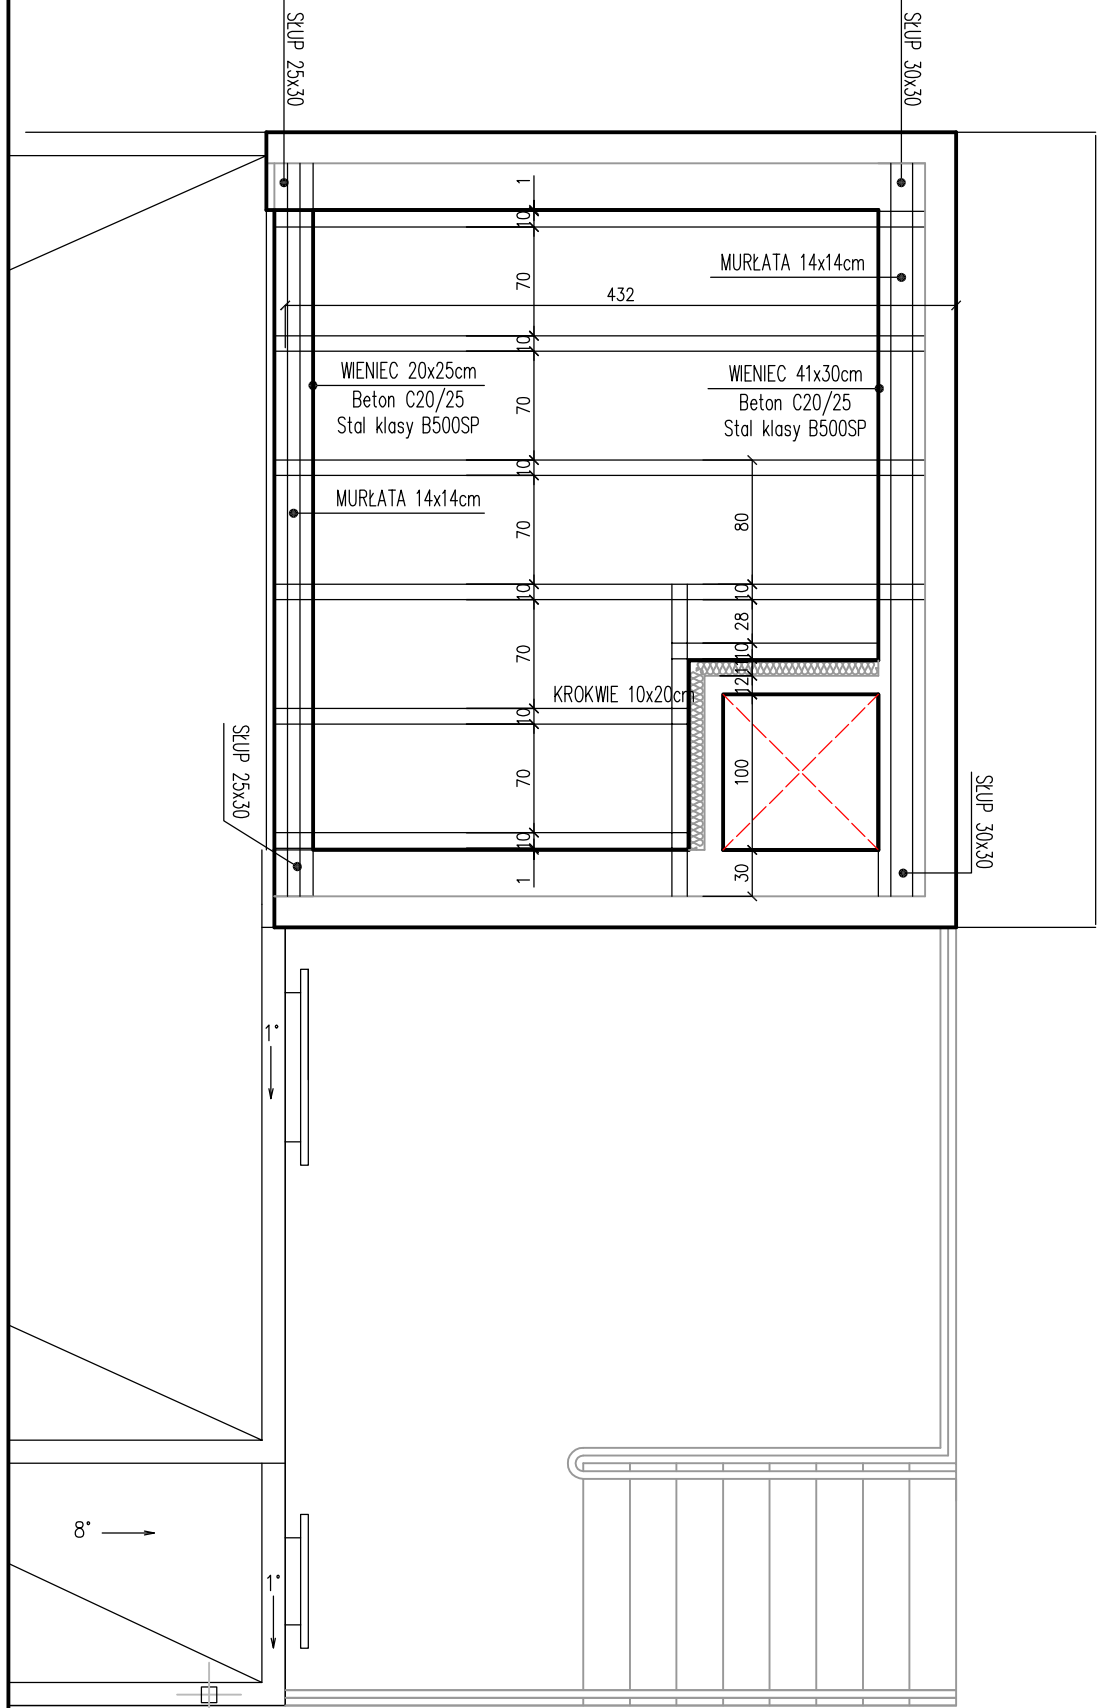 SŁUP 25x30
SŁUP 30x30
1
10
70
MURŁATA 14x14cm
432
10
WIENIEC 20x25cm
Beton C20/25
Stal klasy B500SP
WIENIEC 41x30cm
Beton C20/25
Stal klasy B500SP
70
10
MURŁATA 14x14cm
70
80
10
10
28
70
10
11
12
KROKWIE 10x20cm
10
SŁUP 25x30
70
100
SŁUP 30x30
10
1
30
1°
8°
1°